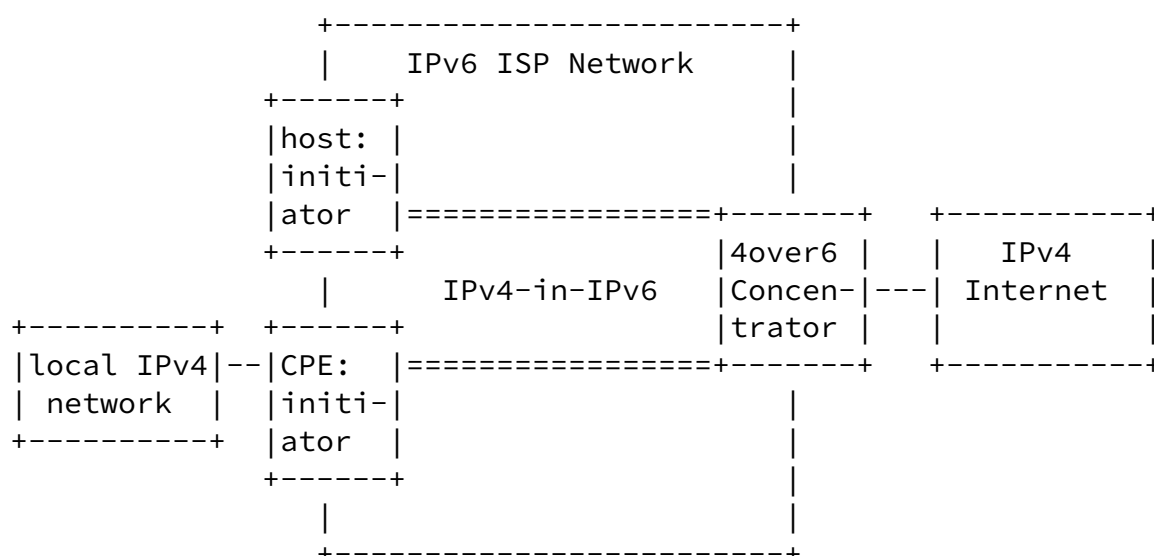 IPv6 ISP Network
host:
initi-
ator
4over6
IPv4
IPv4-in-IPv6
Concen-
Internet
trator
local IPv4
CPE:
network
initi-
ator